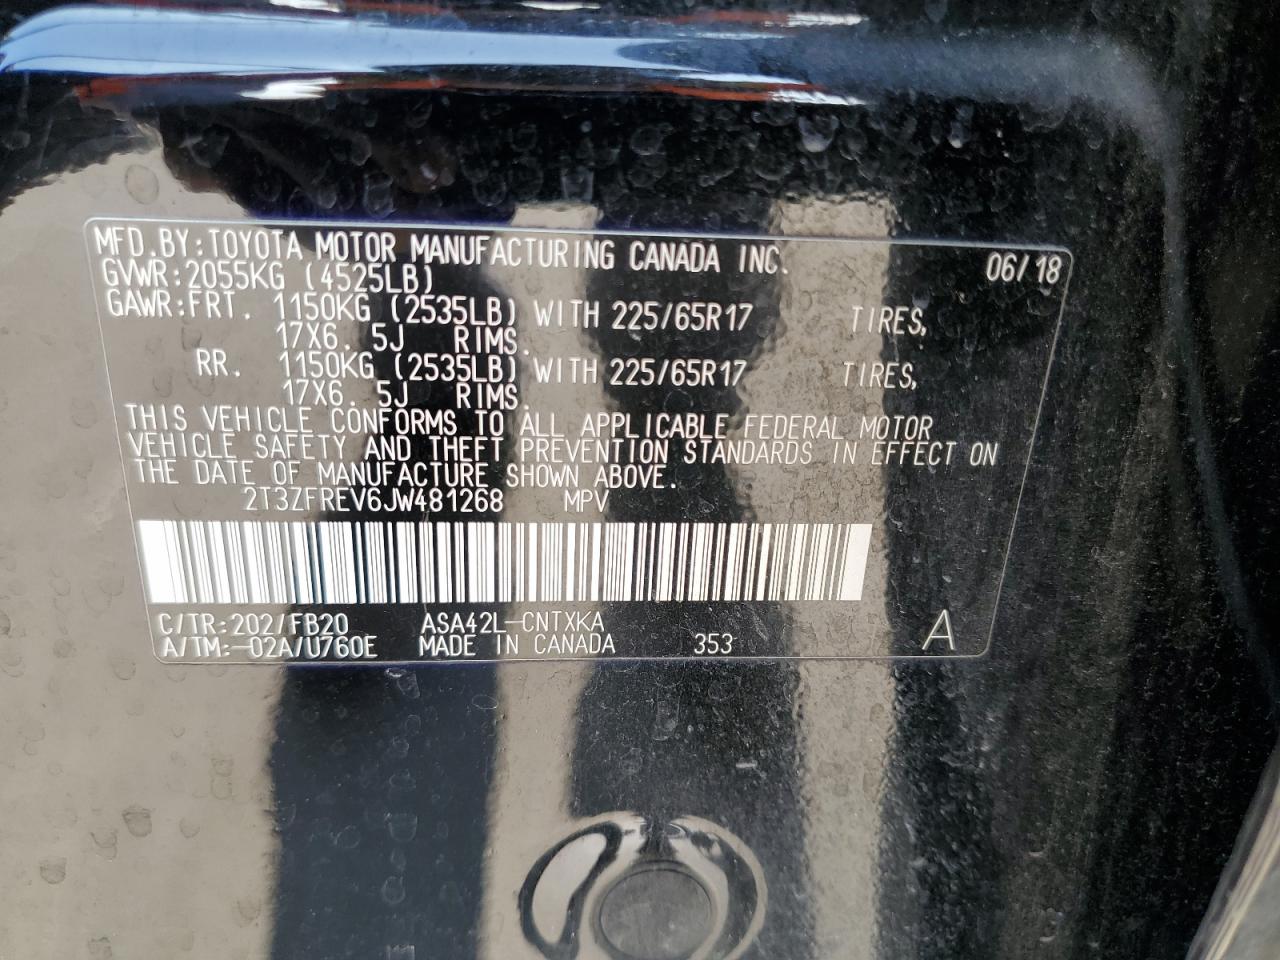 MFD.BY:TOYOTA MOTOR MANUFACTURING CANADA INC. 06/18
GVWR:2055KG (4525LB)
GAWR:FRT. 1150KG (2535LB) WITH 225/65R17 TIRES,
17X6. 5J RIMS.
RR. 1150KG (2535LB) WITH 225/65R17 TIRES,
17X6. 5J RIMS.
THIS VEHICLE CONFORMS TO ALL APPLICABLE FEDERAL MOTOR
VEHICLE SAFETY AND THEFT PREVENTION STANDARDS IN EFFECT ON
THE DATE OF MANUFACTURE SHOWN ABOVE.
2T3ZFREV6JW481268 MPV
C/TR:202/FB20 ASA42L-CNTXKA
A/TM:-02A/U760E MADE IN CANADA 353 A